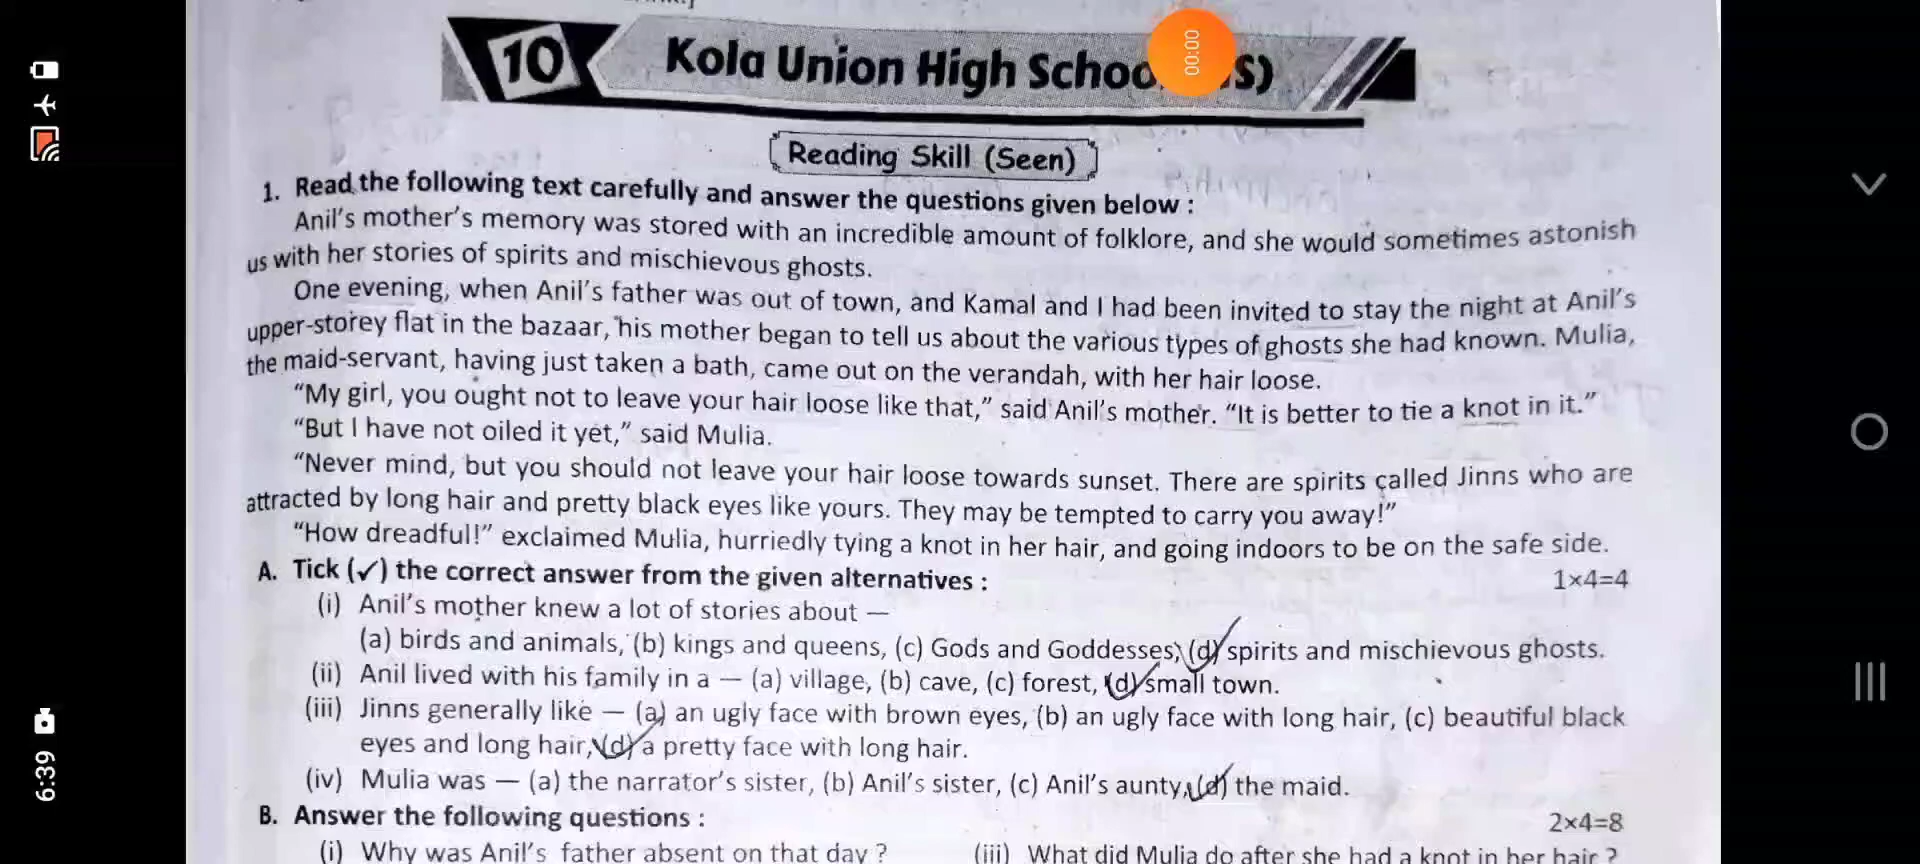 10 Kola Union High Schoo S)
Reading Skill (Seen)
1. Read the following text carefully and answer the questions given below :
Anil's mother's memory was stored with an incredible amount of folklore, and she would sometimes astonish
us with her stories of spirits and mischievous ghosts.
One evening, when Anil's father was out of town, and Kamal and I had been invited to stay the night at Anil's
upper-storey flat in the bazaar, his mother began to tell us about the various types of ghosts she had known. Mulia,
the maid-servant, having just taken a bath, came out on the verandah, with her hair loose.
“My girl, you ought not to leave your hair loose like that,” said Anil's mother. “It is better to tie a knot in it.”
“But I have not oiled it yet,” said Mulia.
“Never mind, but you should not leave your hair loose towards sunset. There are spirits called Jinns who are
attracted by long hair and pretty black eyes like yours. They may be tempted to carry you away!”
“How dreadful!” exclaimed Mulia, hurriedly tying a knot in her hair, and going indoors to be on the safe side.
A. Tick (✓) the correct answer from the given alternatives : 1×4=4
(i) Anil's mother knew a lot of stories about —
(a) birds and animals, (b) kings and queens, (c) Gods and Goddesses, (d) spirits and mischievous ghosts.
(ii) Anil lived with his family in a — (a) village, (b) cave, (c) forest, (d) small town.
(iii) Jinns generally like — (a) an ugly face with brown eyes, (b) an ugly face with long hair, (c) beautiful black
eyes and long hair, (d) a pretty face with long hair.
(iv) Mulia was — (a) the narrator's sister, (b) Anil's sister, (c) Anil's aunty, (d) the maid.
B. Answer the following questions : 2×4=8
(i) Why was Anil's father absent on that day ? (iii) What did Mulia do after she had a knot in her hair ?
00:00
6:39